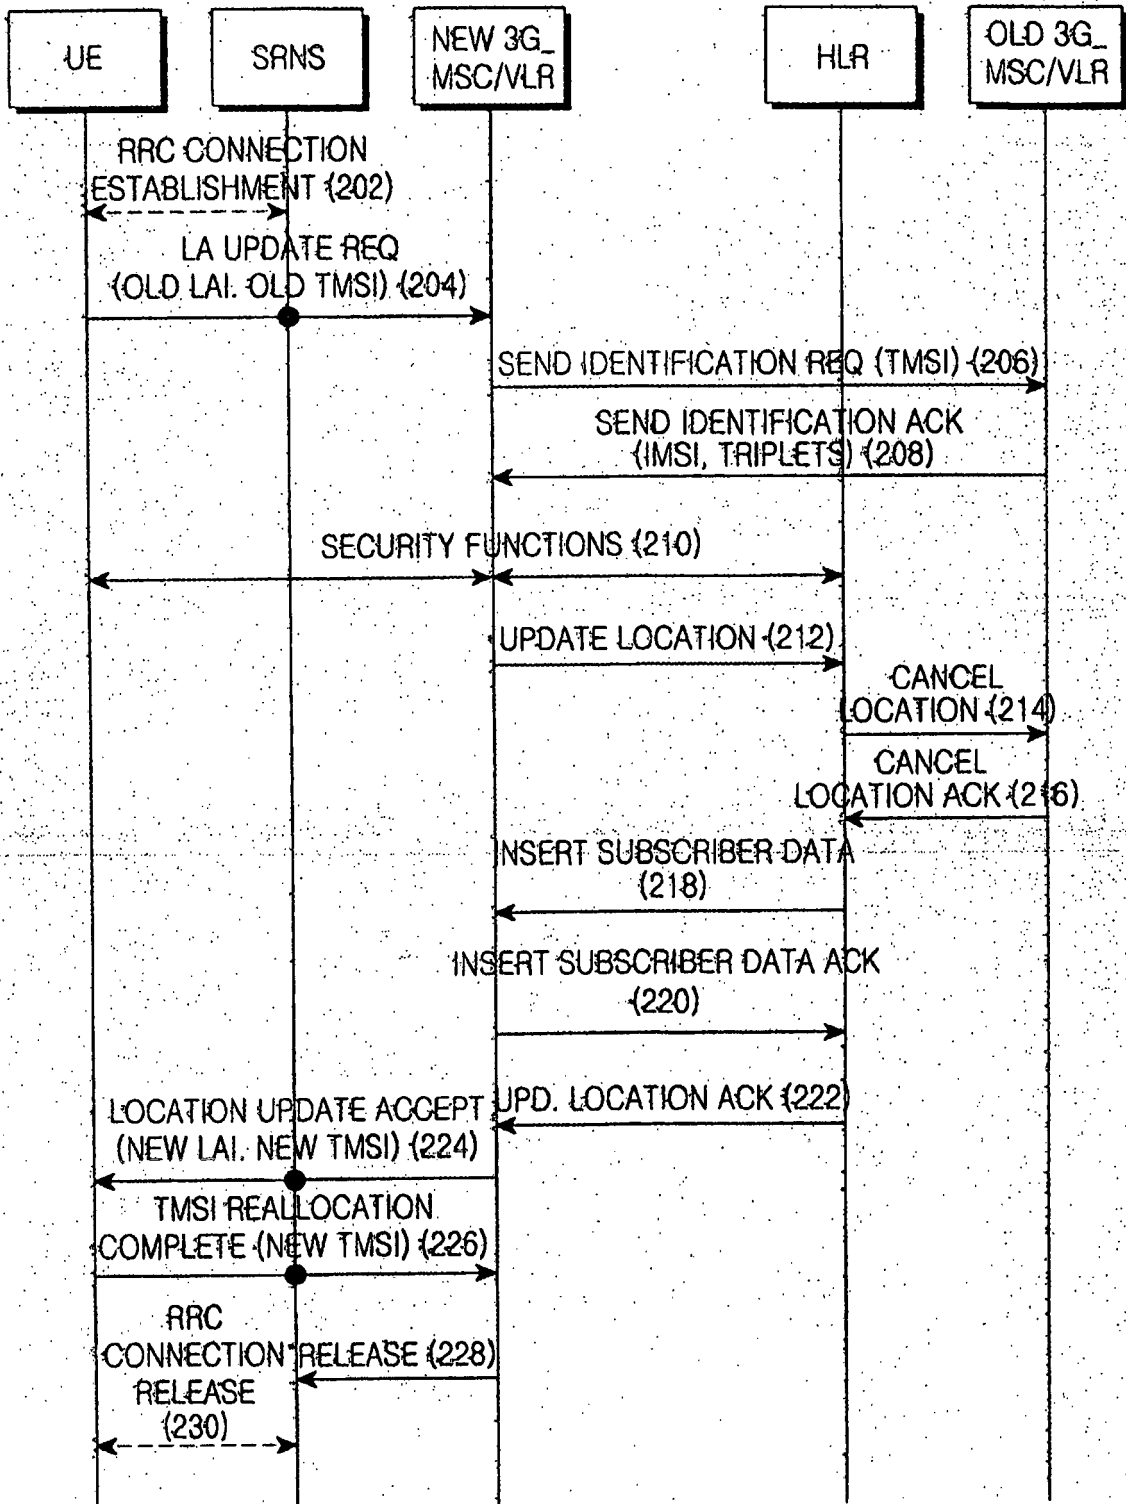 UE
SRNS
NEW 3G_
MSC/VLR
HLR
OLD 3G_
MSC/VLR
RRC CONNECTION
ESTABLISHMENT (202)
LA UPDATE REQ
(OLD LAI. OLD TMSI) (204)
SEND IDENTIFICATION REQ (TMSI) (206)
SEND IDENTIFICATION ACK
(IMSI, TRIPLETS) (208)
SECURITY FUNCTIONS (210)
UPDATE LOCATION (212)
CANCEL
LOCATION (214)
CANCEL
LOCATION ACK (216)
INSERT SUBSCRIBER DATA
(218)
INSERT SUBSCRIBER DATA ACK
(220)
UPD. LOCATION ACK (222)
LOCATION UPDATE ACCEPT
(NEW LAI. NEW TMSI) (224)
TMSI REALLOCATION
COMPLETE (NEW TMSI) (226)
RELEASE (228)
RRC
CONNECTION
RELEASE
(230)